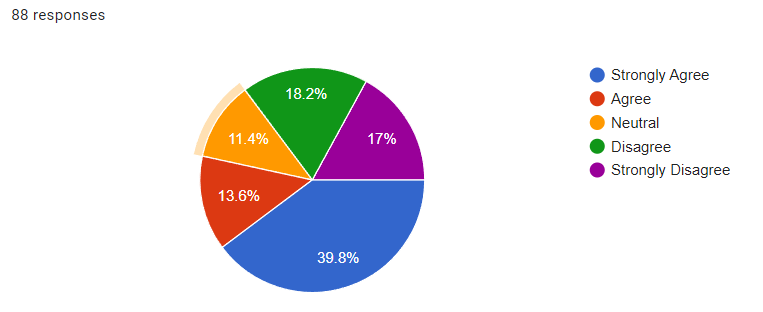 88 responses
18.2%
17%
11.4%
13.6%
39.8%
Strongly Agree
Agree
Neutral
Disagree
Strongly Disagree